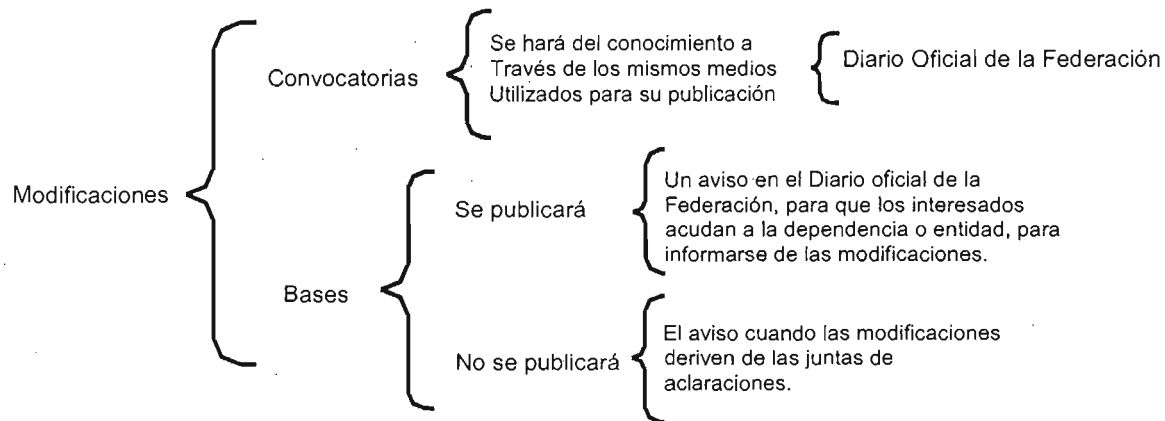 Modificaciones
Convocatorias
Se hará del conocimiento a
Través de los mismos medios
Utilizados para su publicación
Diario Oficial de la Federación
Bases
Se publicará
Un aviso en el Diario oficial de la
Federación, para que los interesados
acudan a la dependencia o entidad, para
informarse de las modificaciones.
No se publicará
El aviso cuando las modificaciones
deriven de las juntas de
aclaraciones.